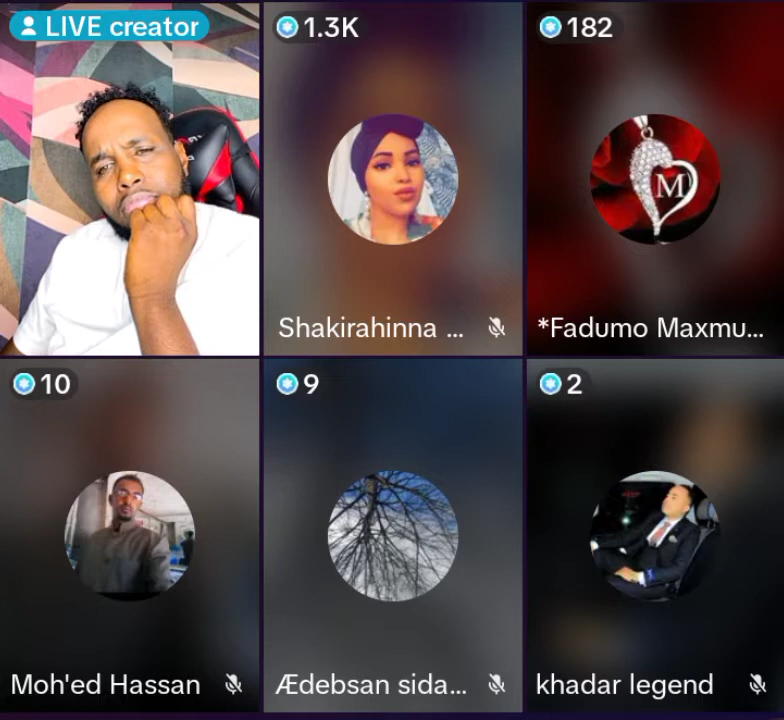 LIVE creator
1.3K
182
M
Shakirahinna ...
*Fadumo Maxmu...
10
9
2
Moh'ed Hassan
Ædebsan sida...
khadar legend